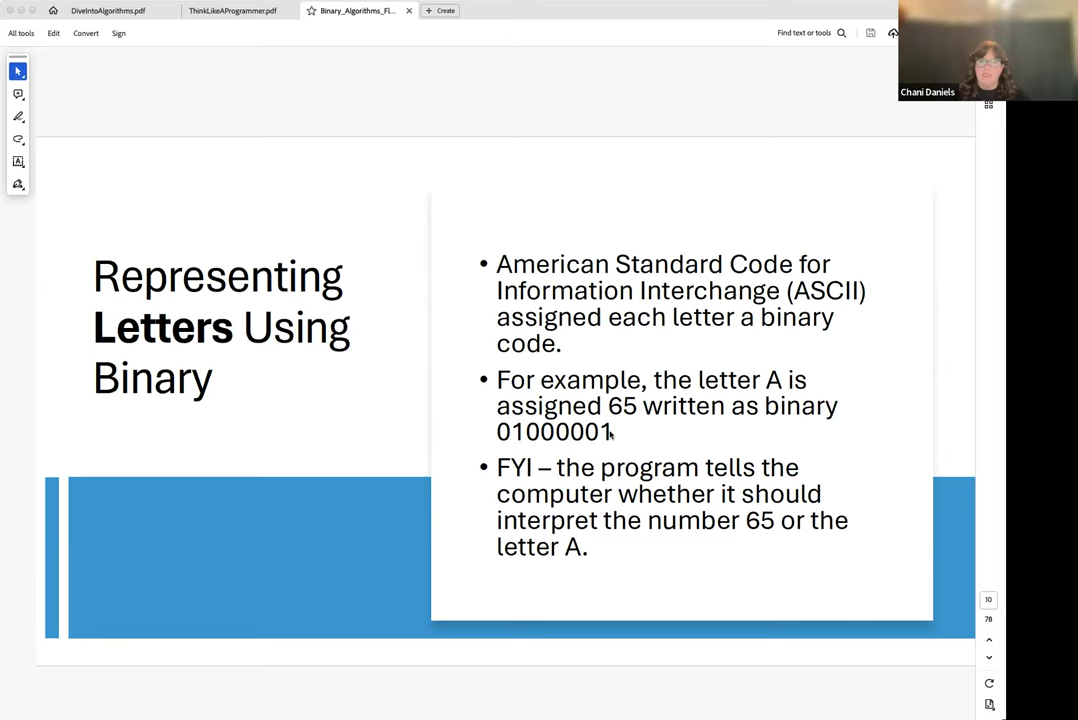 DiveIntoAlgorithms.pdf
ThinkLikeAProgrammer.pdf
Binary_Algorithms_Fl...
Create
All tools
Edit
Convert
Sign
Find text or tools
Chani Daniels
Representing
Letters Using
Binary
• American Standard Code for
Information Interchange (ASCII)
assigned each letter a binary
code.
• For example, the letter A is
assigned 65 written as binary
01000001
• FYI – the program tells the
computer whether it should
interpret the number 65 or the
letter A.
10
78